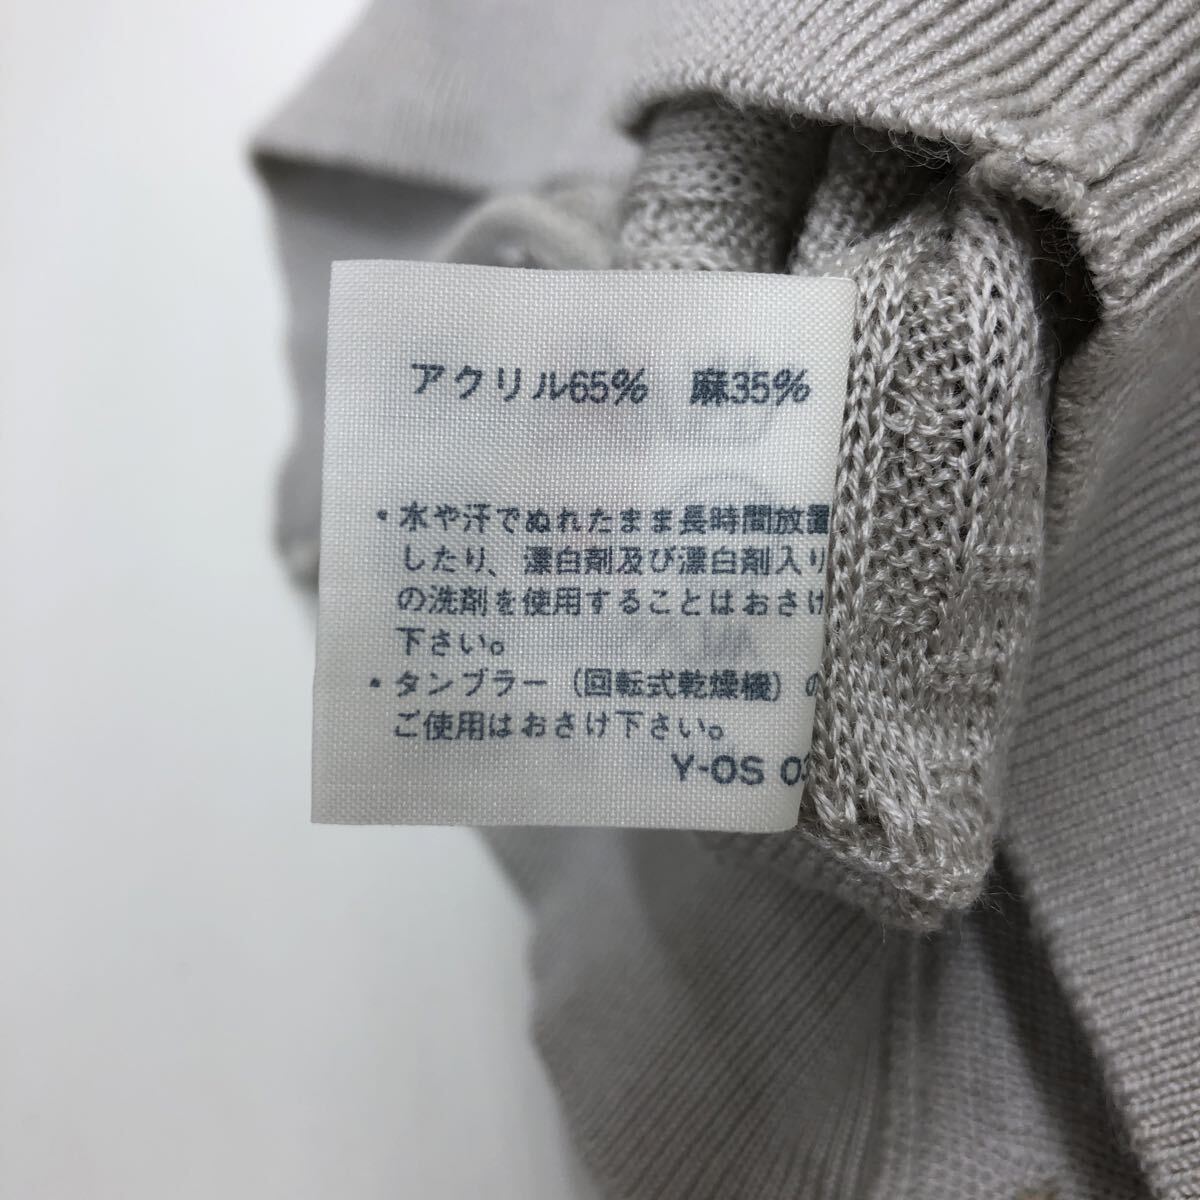 アクリル65% 麻35%
・水や汗でぬれたまま長時間放置
したり、漂白剤及び漂白剤入り
の洗剤を使用することはおさけ
下さい。
・タンブラー（回転式乾燥機）の
ご使用はおさけ下さい。
Y-OS